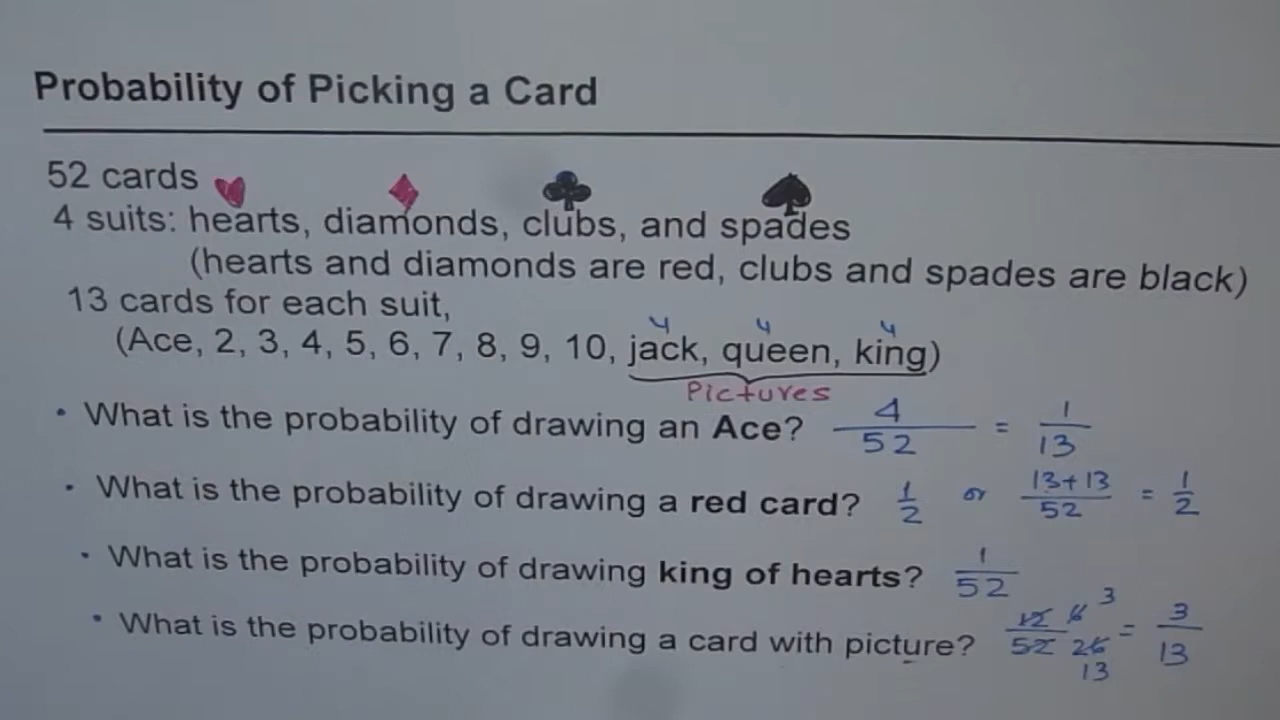 Probability of Picking a Card
52 cards
4 suits: hearts, diamonds, clubs, and spades
(hearts and diamonds are red, clubs and spades are black)
13 cards for each suit,
4 4 4
(Ace, 2, 3, 4, 5, 6, 7, 8, 9, 10, jack, queen, king)
Pictures
• What is the probability of drawing an Ace? 4/52 = 1/13
• What is the probability of drawing a red card? 1/2 or 13+13/52 = 1/2
• What is the probability of drawing king of hearts? 1/52
• What is the probability of drawing a card with picture? 12/52 6/26 3/13 = 3/13